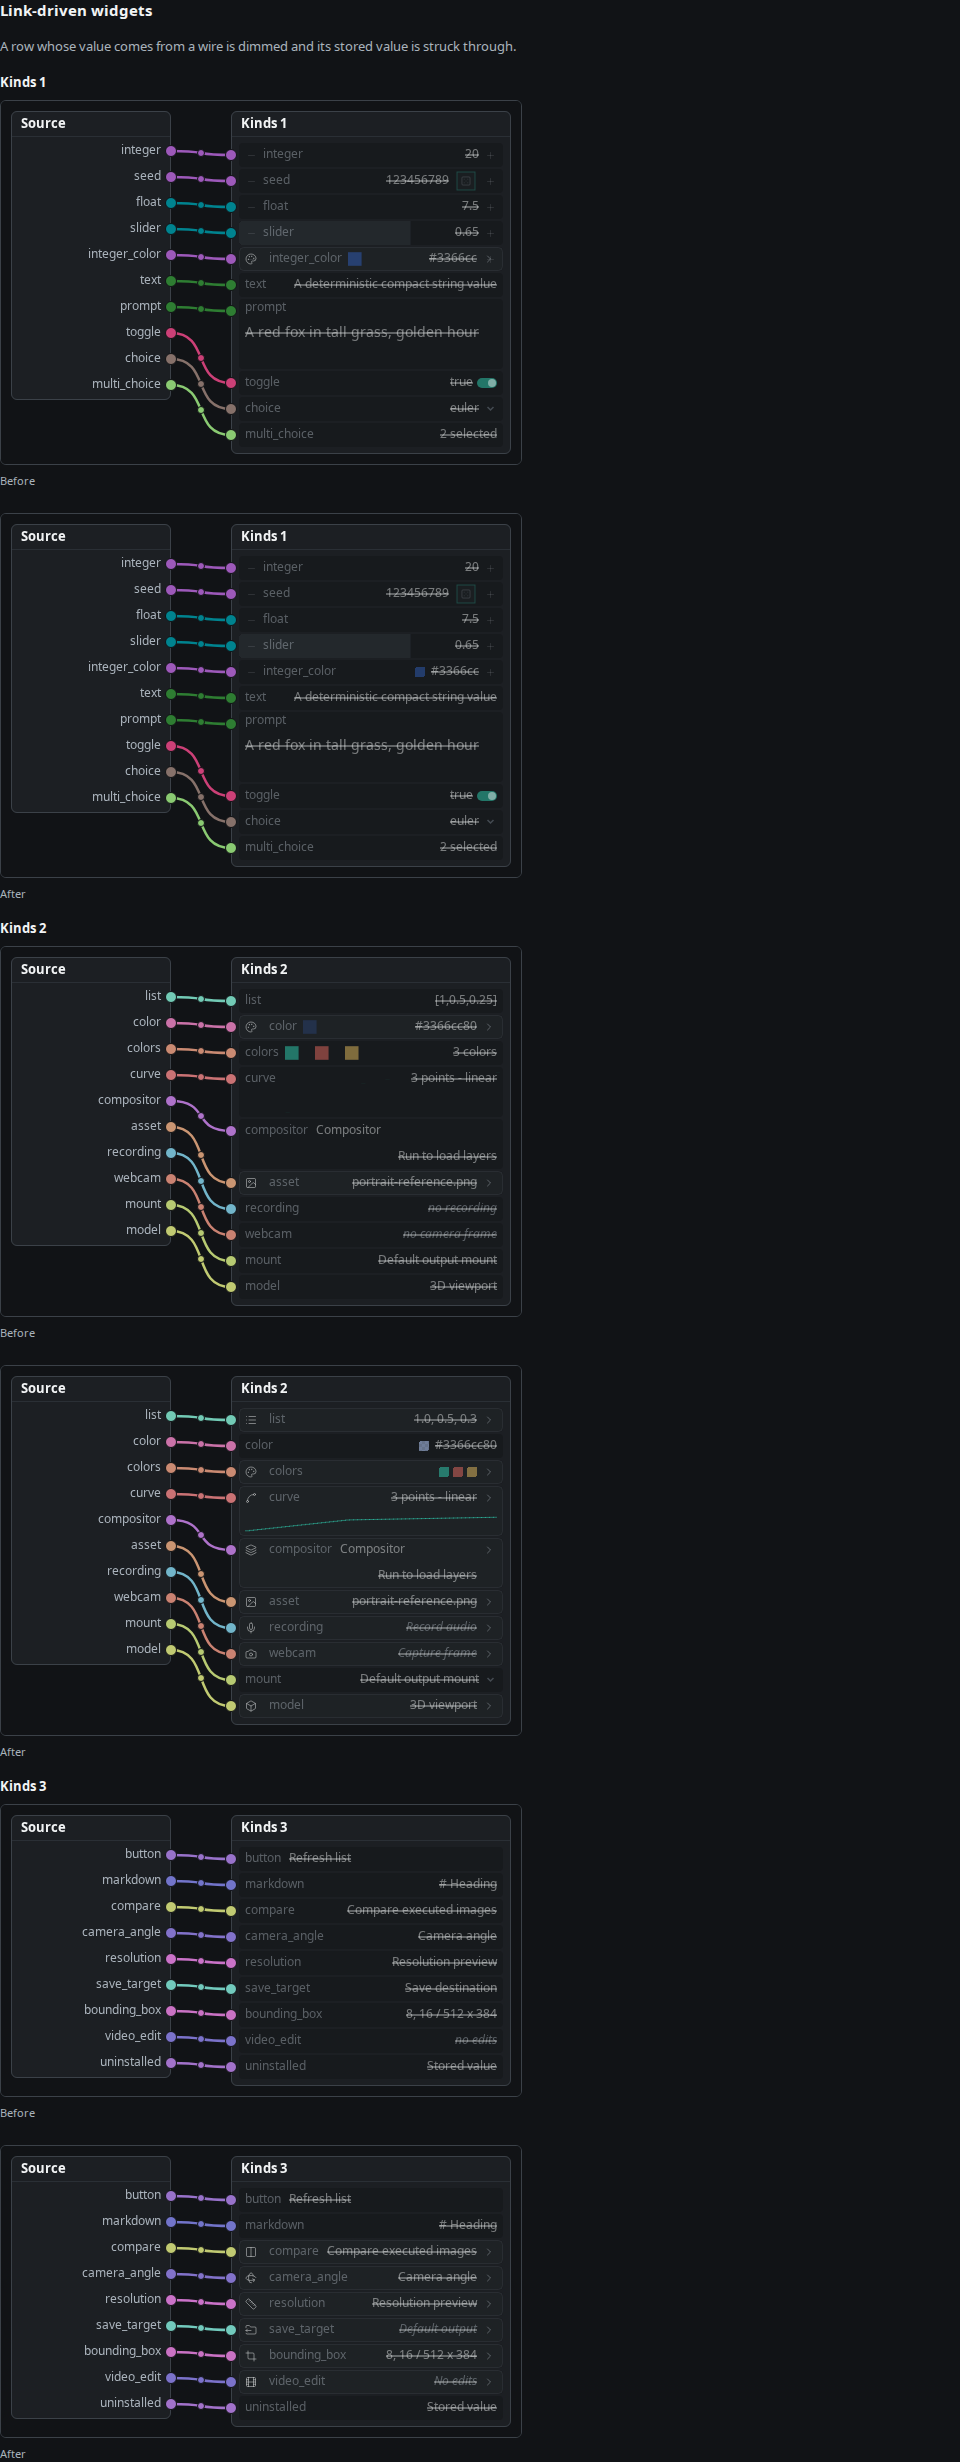 Link-driven widgets
A row whose value comes from a wire is dimmed and its stored value is struck through.
Kinds 1
Source
integer
seed
float
slider
integer_color
text
prompt
toggle
choice
multi_choice
Kinds 1
integer 20
seed 123456789
float 7.5
slider 0.65
integer_color #3366cc
text A deterministic compact string value
prompt
A red fox in tall grass, golden hour
toggle true
choice euler
multi_choice 2 selected
Before
Source
integer
seed
float
slider
integer_color
text
prompt
toggle
choice
multi_choice
Kinds 1
integer 20
seed 123456789
float 7.5
slider 0.65
integer_color #3366cc
text A deterministic compact string value
prompt
A red fox in tall grass, golden hour
toggle true
choice euler
multi_choice 2 selected
After
Kinds 2
Source
list
color
colors
curve
compositor
asset
recording
webcam
mount
model
Kinds 2
list [1,0.5,0.25]
color #3366cc80
colors 3 colors
curve 3 points - linear
compositor Compositor
Run to load layers
asset portrait-reference.png
recording no recording
webcam no camera frame
mount Default output mount
model 3D viewport
Before
Source
list
color
colors
curve
compositor
asset
recording
webcam
mount
model
Kinds 2
list 1.0, 0.5, 0.3
color #3366cc80
colors
curve 3 points - linear
compositor Compositor
Run to load layers
asset portrait-reference.png
recording Record audio
webcam Capture frame
mount Default output mount
model 3D viewport
After
Kinds 3
Source
button
markdown
compare
camera_angle
resolution
save_target
bounding_box
video_edit
uninstalled
Kinds 3
button Refresh list
markdown # Heading
compare Compare executed images
camera_angle Camera angle
resolution Resolution preview
save_target Save destination
bounding_box 8, 16 / 512 x 384
video_edit no edits
uninstalled Stored value
Before
Source
button
markdown
compare
camera_angle
resolution
save_target
bounding_box
video_edit
uninstalled
Kinds 3
button Refresh list
markdown # Heading
compare Compare executed images
camera_angle Camera angle
resolution Resolution preview
save_target Default output
bounding_box 8, 16 / 512 x 384
video_edit No edits
uninstalled Stored value
After